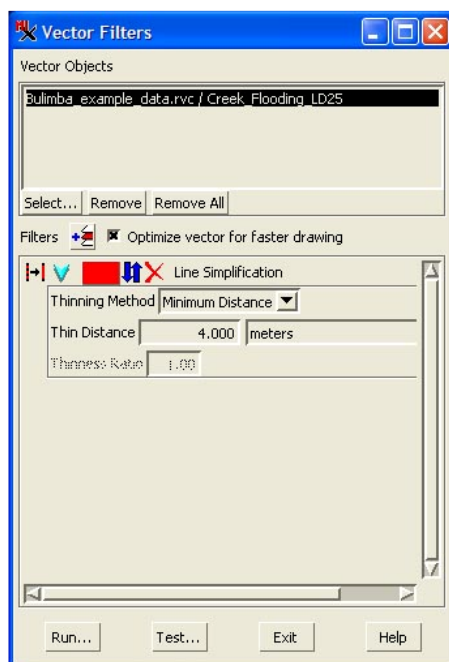 Vector Filters
Vector Objects
Bulimba_example_data.rvc / Creek_Flooding_LD25
Select... Remove Remove All
Filters Optimize vector for faster drawing
Line Simplification
Thinning Method Minimum Distance
Thin Distance 4.000 meters
Thinness Ratio 1.00
Run... Test... Exit Help